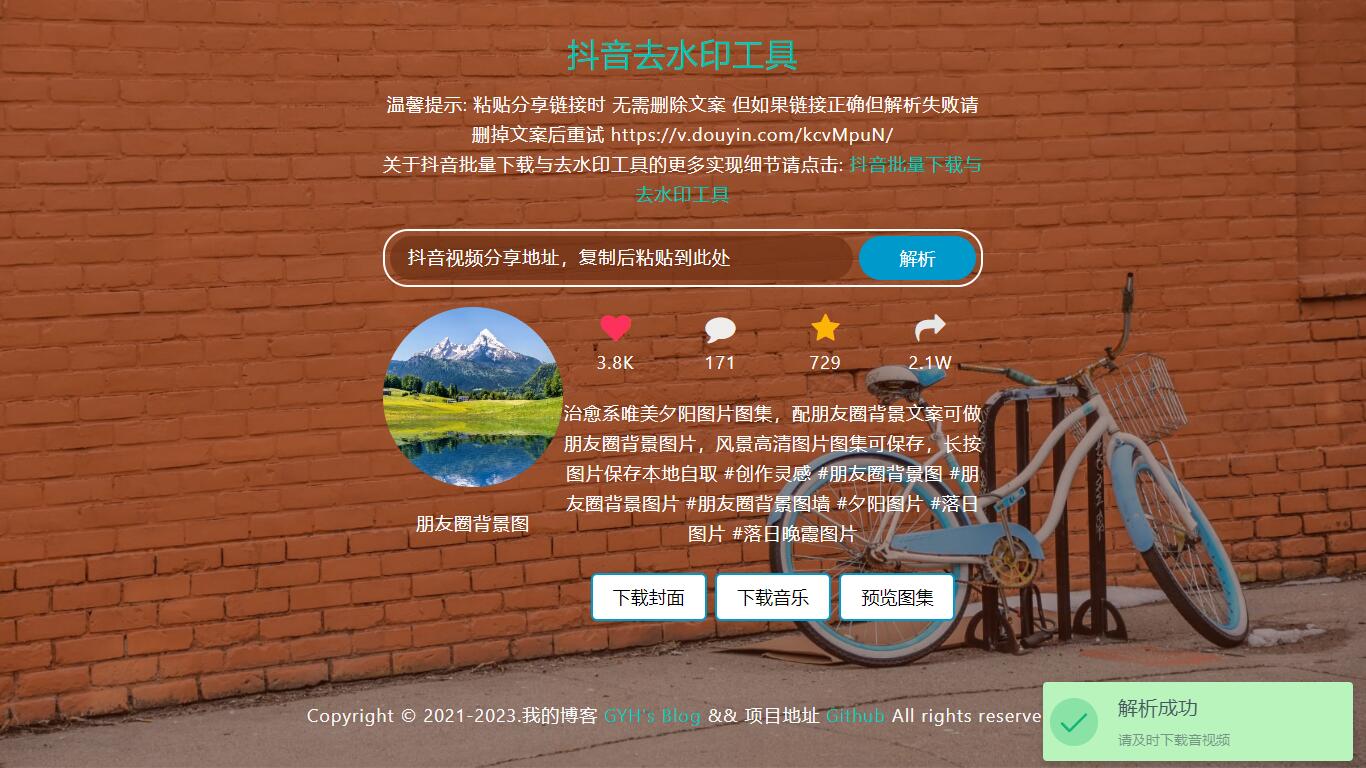 抖音去水印工具
温馨提示: 粘贴分享链接时 无需删除文案 但如果链接正确但解析失败请
删掉文案后重试 https://v.douyin.com/kcvMpuN/
关于抖音批量下载与去水印工具的更多实现细节请点击: 抖音批量下载与
去水印工具
抖音视频分享地址，复制后粘贴到此处
解析
3.8K
171
729
2.1W
治愈系唯美夕阳图片图集，配朋友圈背景文案可做
朋友圈背景图片，风景高清图片图集可保存，长按
图片保存本地自取 #创作灵感 #朋友圈背景图 #朋
友圈背景图片 #朋友圈背景图墙 #夕阳图片 #落日
图片 #落日晚霞图片
朋友圈背景图
下载封面
下载音乐
预览图集
Copyright © 2021-2023.我的博客 GYH's Blog && 项目地址 Github All rights reserve
解析成功
请及时下载音视频